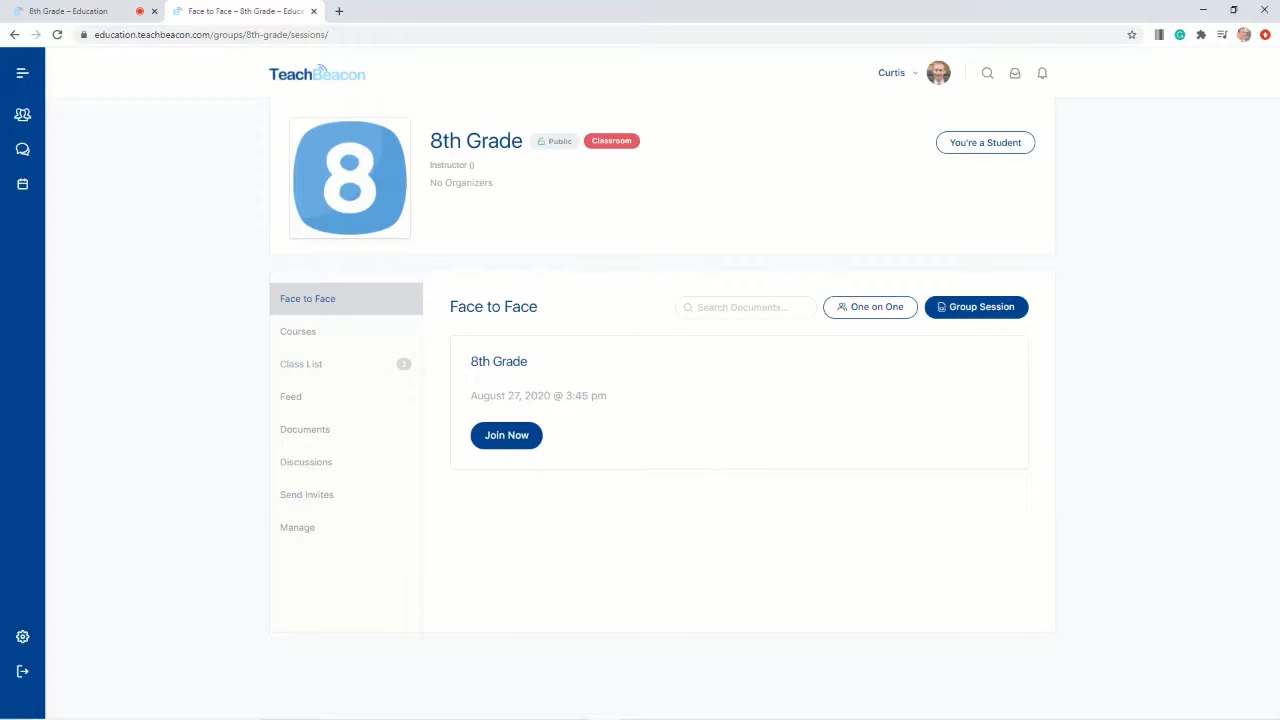 8th Grade – Education
Face to Face – 8th Grade – Educa
education.teachbeacon.com/groups/8th-grade/sessions/
TeachBeacon
Curtis
8
8th Grade
Public
Classroom
You're a Student
Instructor ()
No Organizers
Face to Face
Courses
Class List
2
Feed
Documents
Discussions
Send Invites
Manage
Face to Face
Search Documents...
One on One
Group Session
8th Grade
August 27, 2020 @ 3:45 pm
Join Now